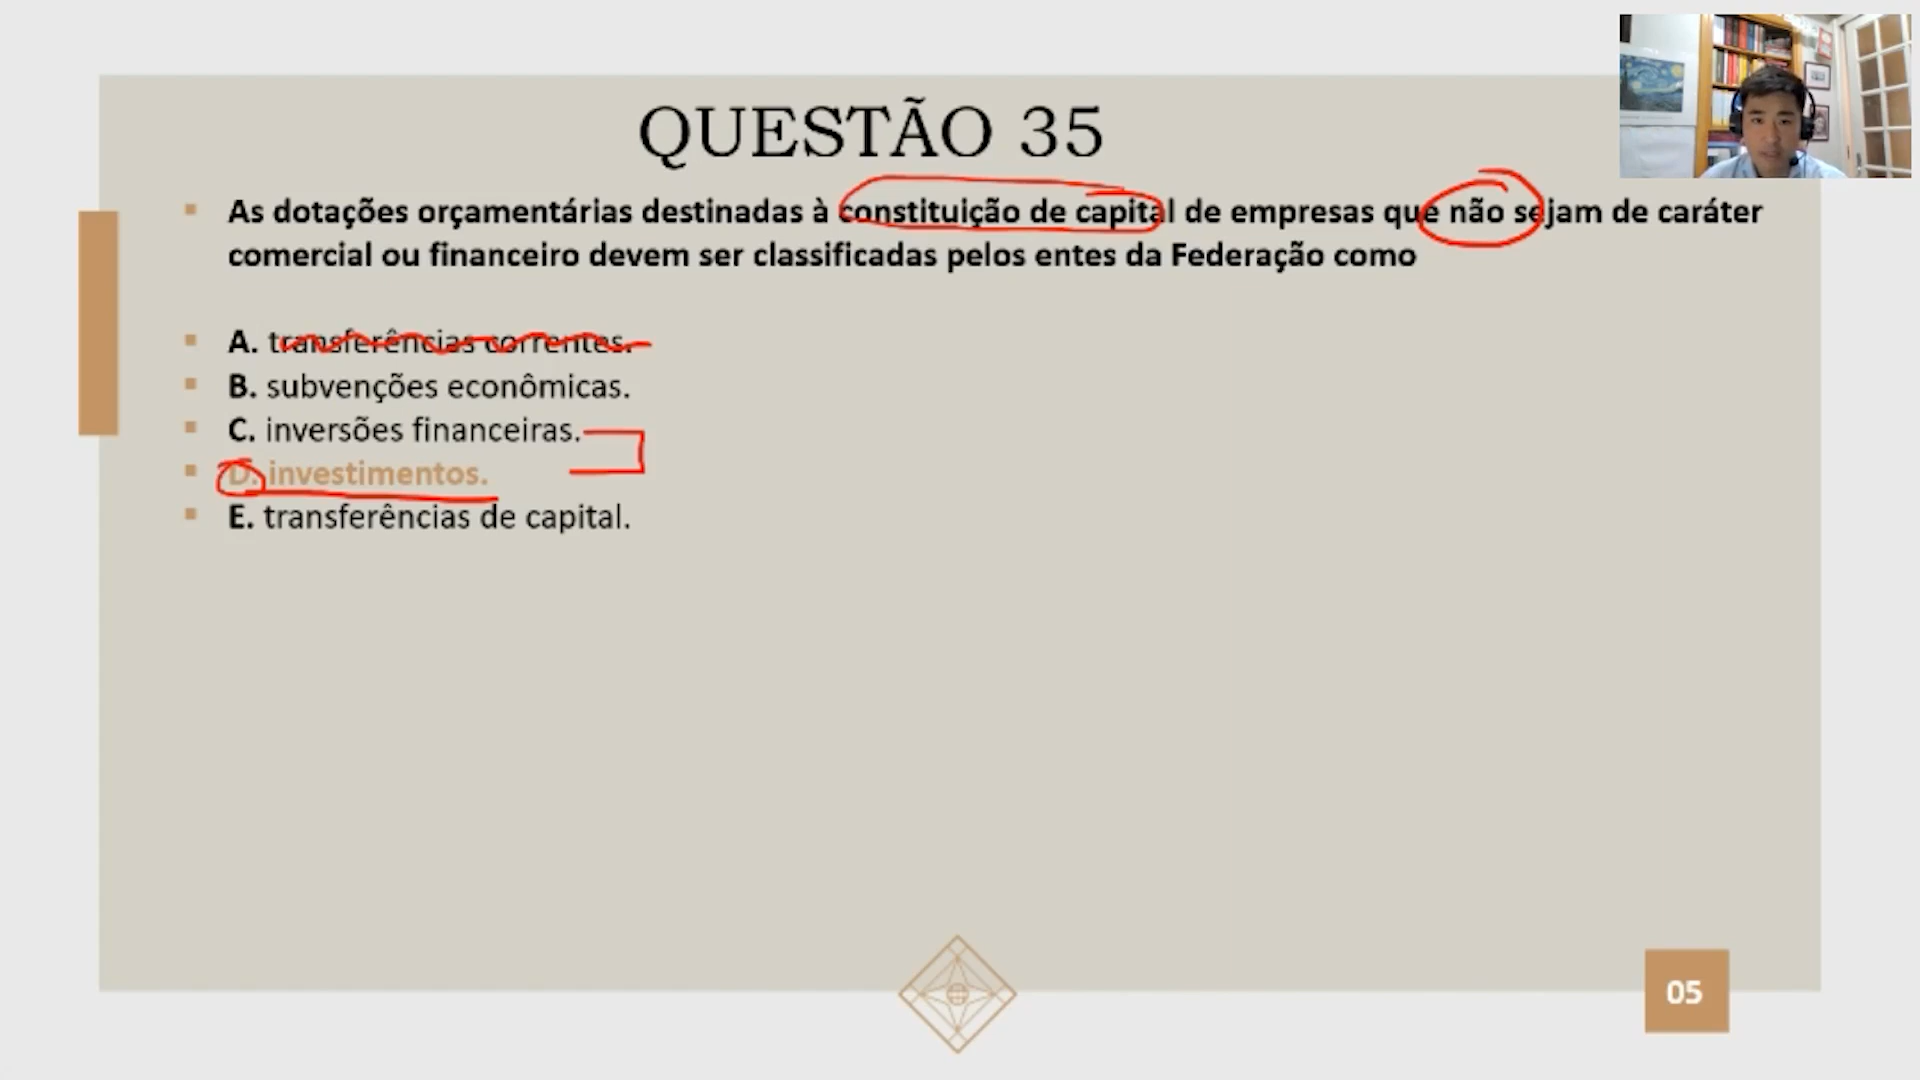 QUESTÃO 35
As dotações orçamentárias destinadas à constituição de capital de empresas que não sejam de caráter
comercial ou financeiro devem ser classificadas pelos entes da Federação como
A. transferências correntes.
B. subvenções econômicas.
C. inversões financeiras.
D. investimentos.
E. transferências de capital.
05